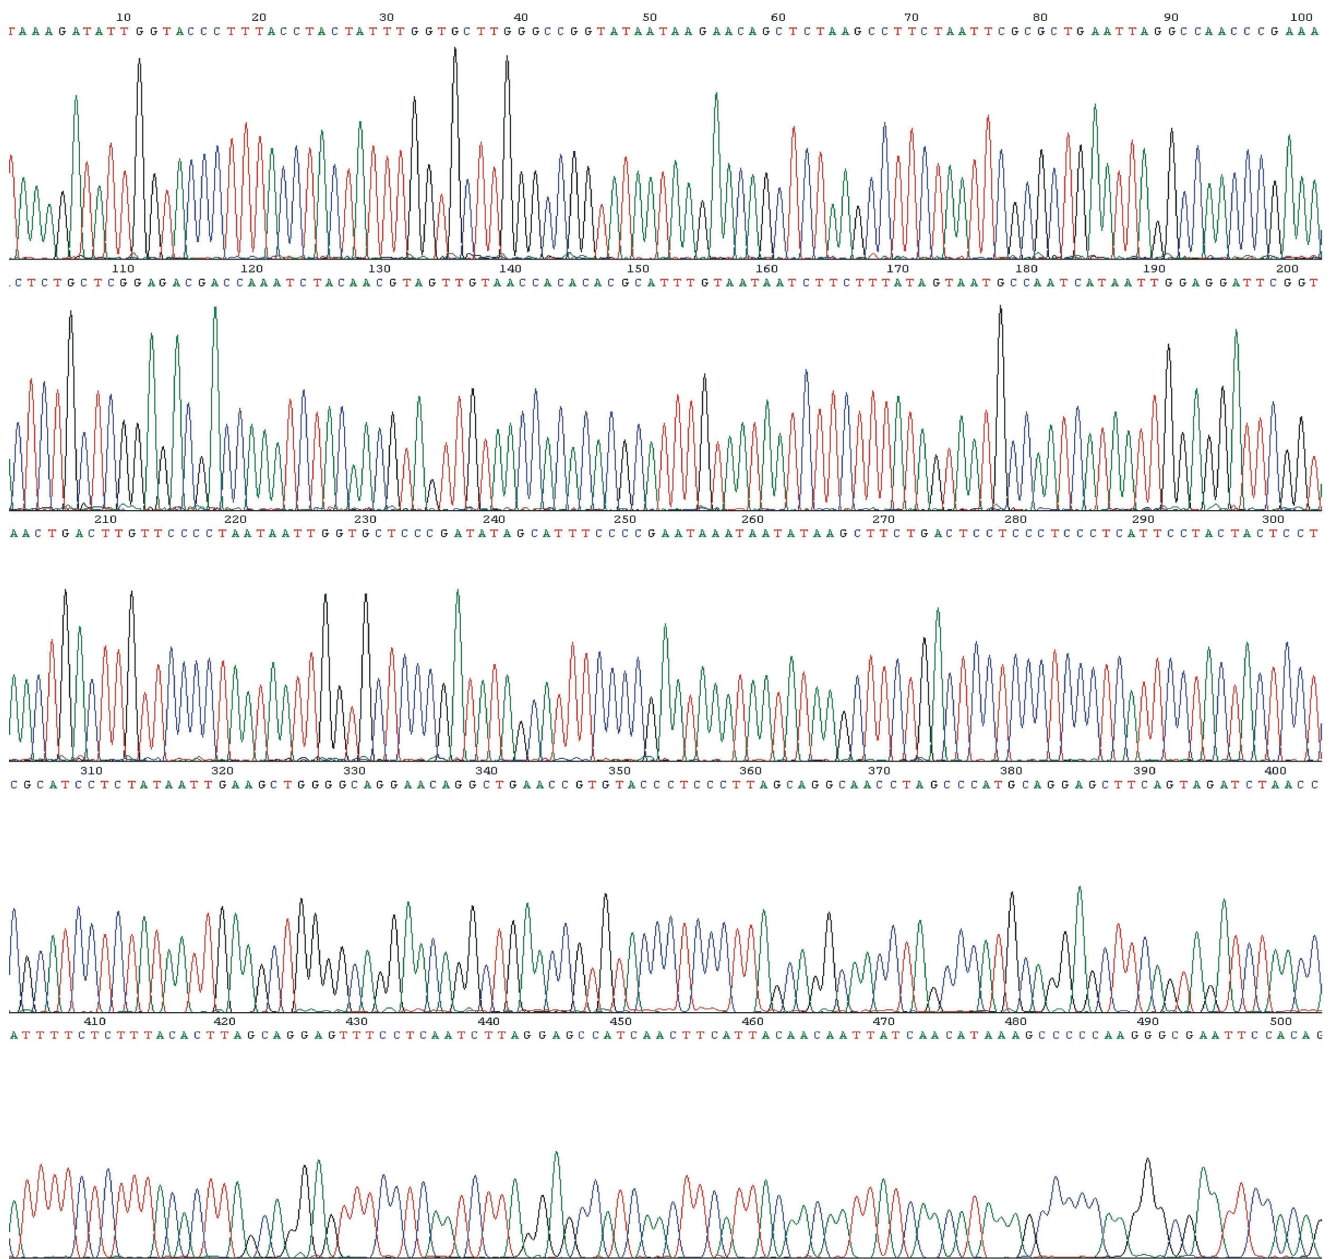 10 20 30 40 50 60 70 80 90 100
TAAAGATATTGGTACCCTTTACCTACTATTTGGTGCTTGGGCCGGTATAATAAGAACAGCTCTAAGCCTTCTAATTCGCGCTGAATTAGGCCAACCCGAAA
110 120 130 140 150 160 170 180 190 200
.CTCTGCTCGGAGACGACCAAATCTACAACGTAGTTGTAACCACACACGCATTTGTAATAATCTTCTTTATAGTAATGCCAATCATAATTGGAGGATTCGGT
210 220 230 240 250 260 270 280 290 300
AACTGACTTGTTCCCCTAATAATTGGTGCTCCCGATATAGCATTTCCCCGAATAAATAATATAAGCTTCTGACTCCTCCCTCCCTCATTCCTACTACTCCT
310 320 330 340 350 360 370 380 390 400
CGCATCCTCTATAATTGAAGCTGGGGCAGGAACAGGCTGAACCGTGTACCCTCCCTTAGCAGGCAACCTAGCCCATGCAGGAGCTTCAGTAGATCTAACC
410 420 430 440 450 460 470 480 490 500
ATTTTCTCTTTACACTTAGCAGGAGTTTCCTCAATCTTAGGAGCCATCAACTTCATTACAACAATTATCAACATAAAGCCCCCAAGGGCGAATTCCACAG